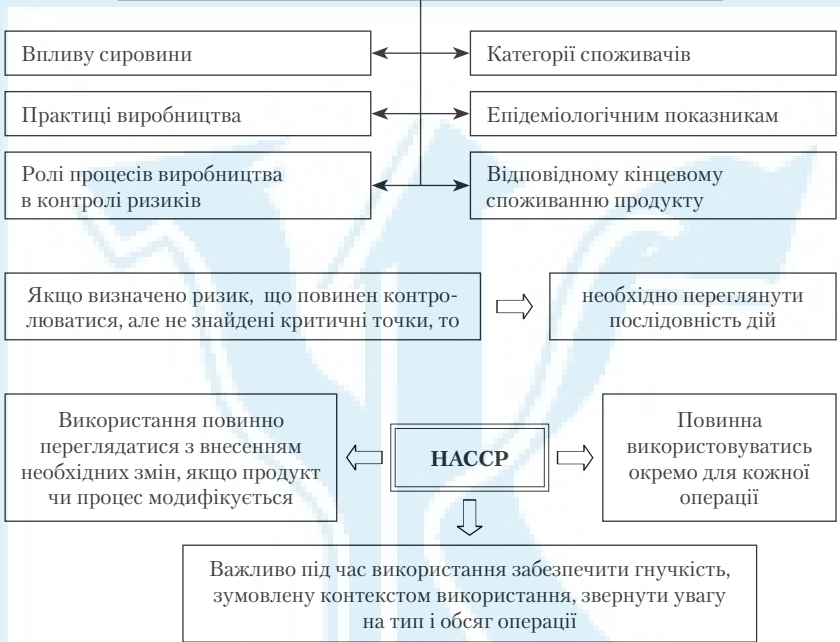 Впливу сировини
Категорії споживачів
Практиці виробництва
Епідеміологічним показникам
Ролі процесів виробництва
в контролі ризиків
Відповідному кінцевому
споживанню продукту
Якщо визначено ризик, що повинен контро-
люватися, але не знайдені критичні точки, то
необхідно переглянути
послідовність дій
Використання повинно
переглядатися з внесенням
необхідних змін, якщо продукт
чи процес модифікується
НАССР
Повинна
використовуватись
окремо для кожної
операції
Важливо під час використання забезпечити гнучкість,
зумовлену контекстом використання, звернути увагу
на тип і обсяг операції